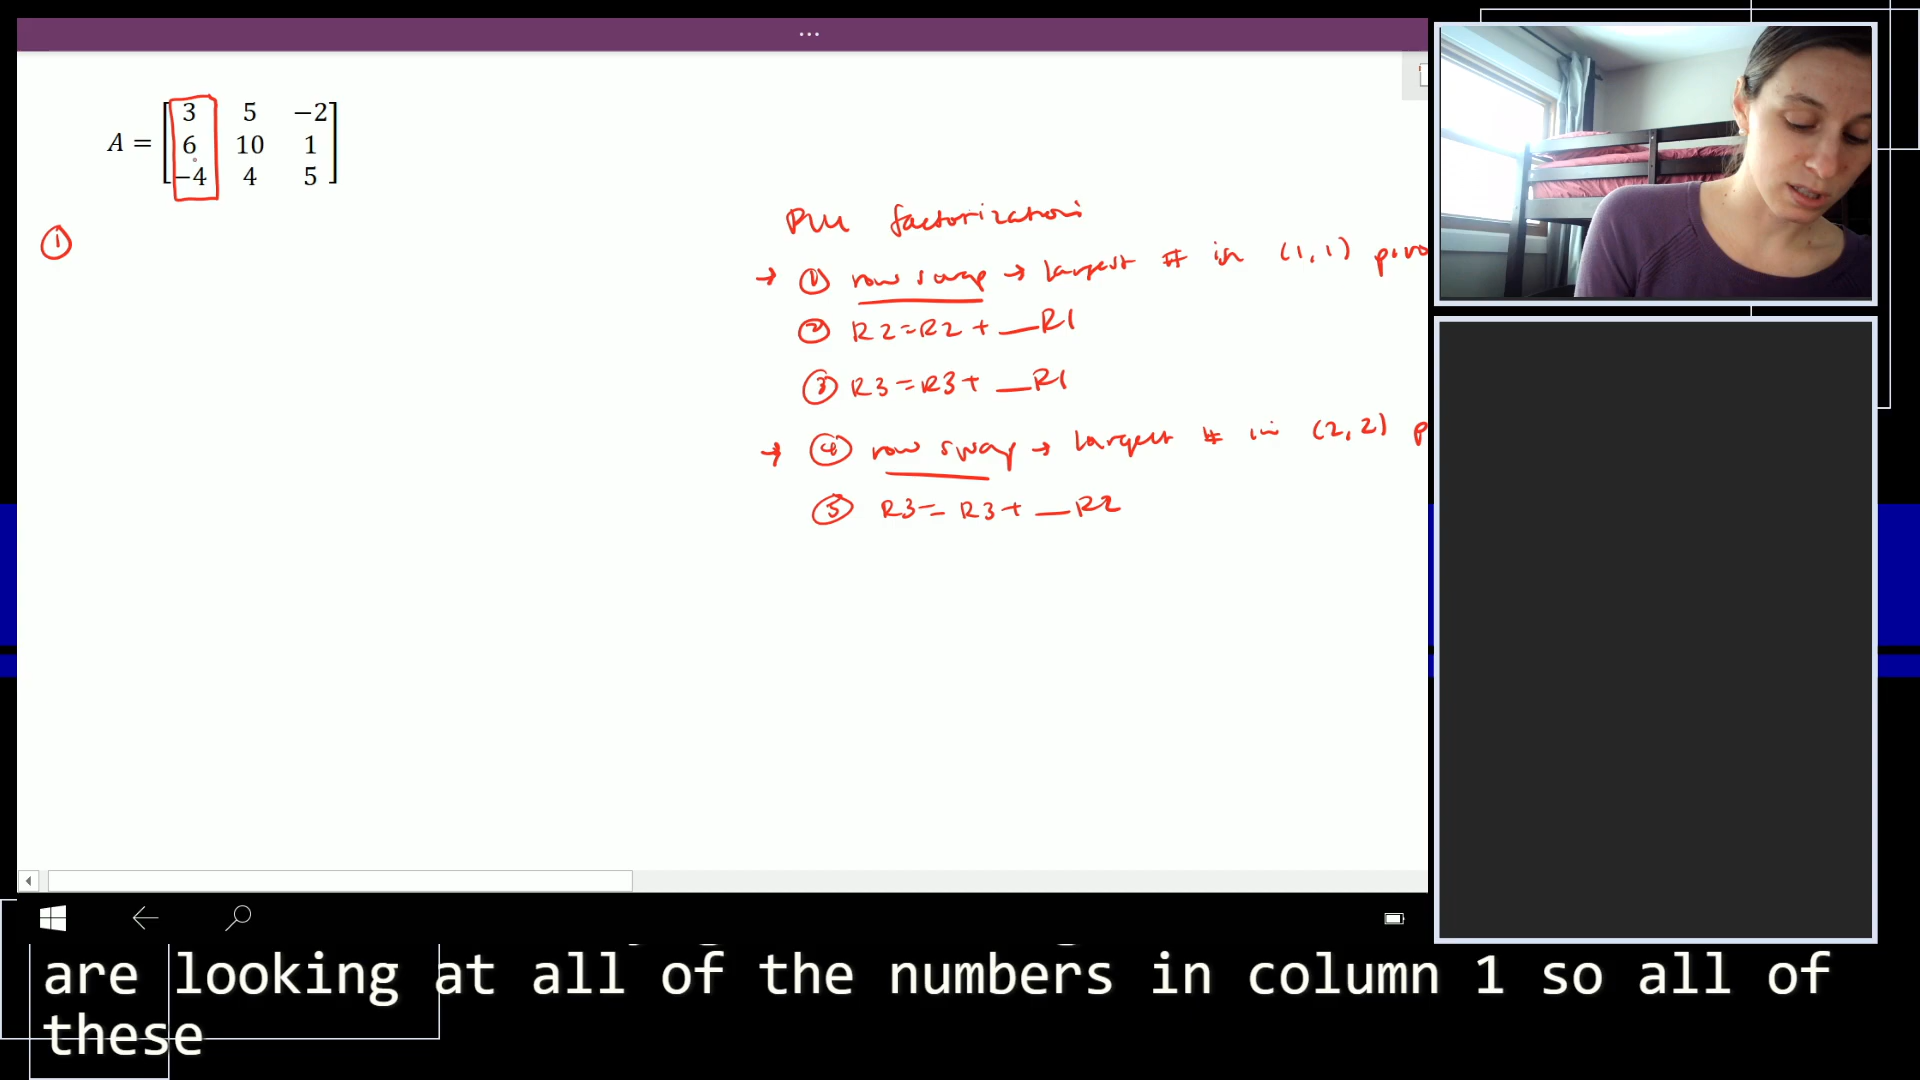 ...
A = [ 3 5 −2
6 10 1
−4 4 5 ]
PLU factorization
→ ① row swap → largest # in (1,1) pivo
② R2=R2 + __R1
③ R3=R3+ __R1
→ ④ row swap → largest # in (2,2) p
⑤ R3= R3+ __R2
①
are looking at all of the numbers in column 1 so all of
these